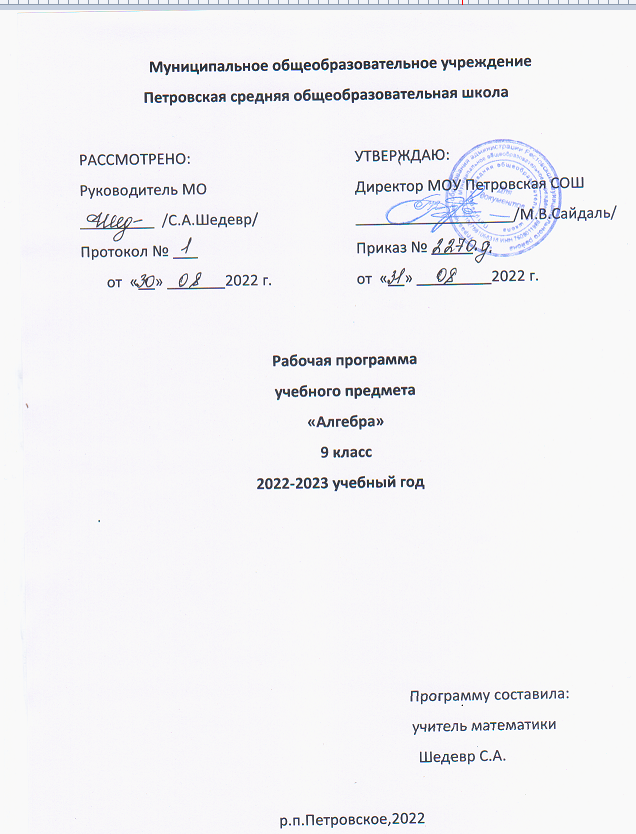 Муниципальное общеобразовательное учреждение
Петровская средняя общеобразовательная школа
РАССМОТРЕНО:
Руководитель МО
/С.А.Шедевр/
Протокол № 1
от «30» 08 2022 г.
УТВЕРЖДАЮ:
Директор МОУ Петровская СОШ
/М.В.Сайдаль/
Приказ № 2270.д.
от «31» 08 2022 г.
Рабочая программа
учебного предмета
«Алгебра»
9 класс
2022-2023 учебный год
Программу составила:
учитель математики
Шедевр С.А.
р.п.Петровское,2022